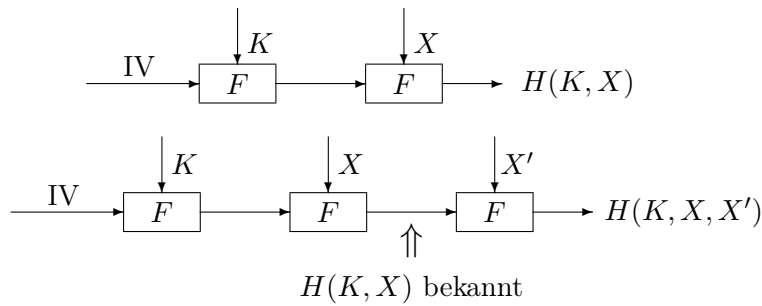 K X
IV F F H(K, X)
K X X′
IV F F F H(K, X, X′)
⇑
H(K, X) bekannt